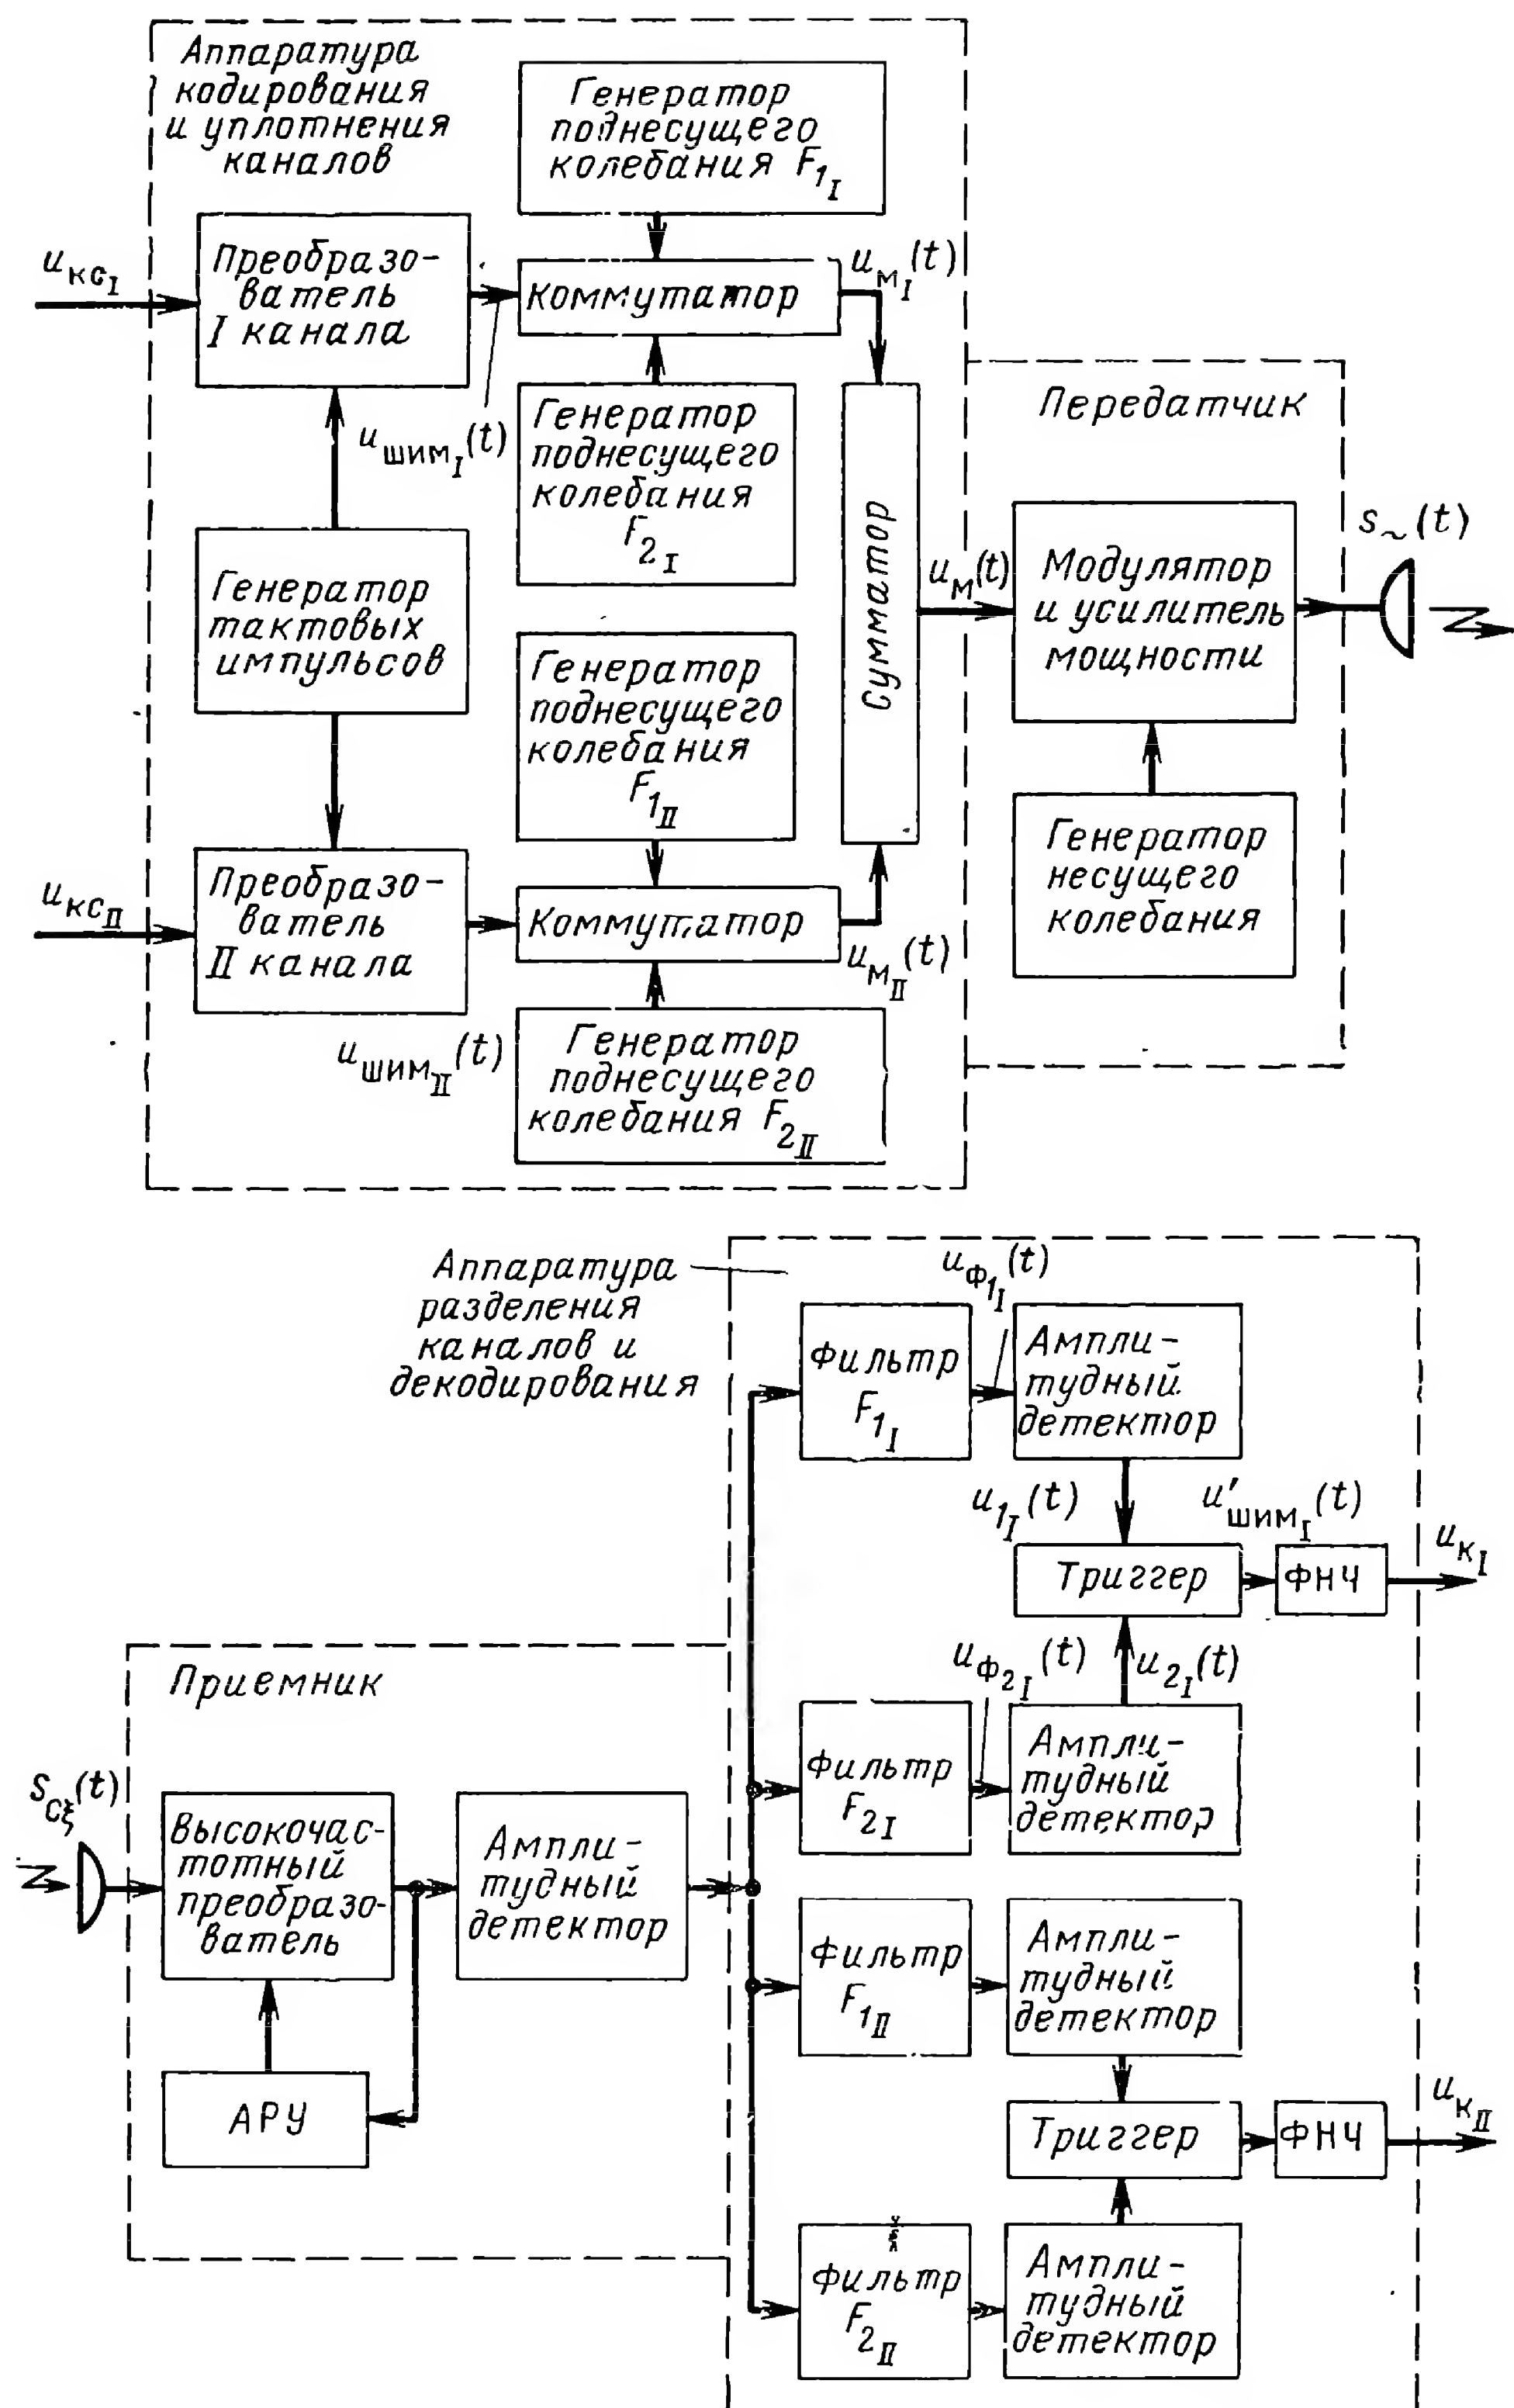 Аппаратура
кодирования
и уплотнения
каналов
Генератор
поднесущего
колебания F1I
uксI
Преобразо-
ватель
I канала
Коммутатор
uмI(t)
uшимI(t)
Генератор
поднесущего
колебания
F2I
Генератор
тактовых
импульсов
Генератор
поднесущего
колебания
F1II
Сумматор
uм(t)
Передатчик
Модулятор
и усилитель
мощности
s~(t)
Генератор
несущего
колебания
uксII
Преобразо-
ватель
II канала
Коммутатор
uмII(t)
uшимII(t)
Генератор
поднесущего
колебания F2II
Аппаратура
разделения
каналов и
декодирования
uф1I(t)
Фильтр
F1I
Ампли-
тудный
детектор
u1I(t)
u′шимI(t)
Триггер
ФНЧ
uкI
uф2I(t)
u2I(t)
Фильтр
F2I
Ампли-
тудный
детектор
Приемник
scξ(t)
Высокочас-
тотный
преобразо-
ватель
Ампли-
тудный
детектор
АРУ
Фильтр
F1II
Ампли-
тудный
детектор
Триггер
ФНЧ
uкII
Фильтр
F2II
Ампли-
тудный
детектор